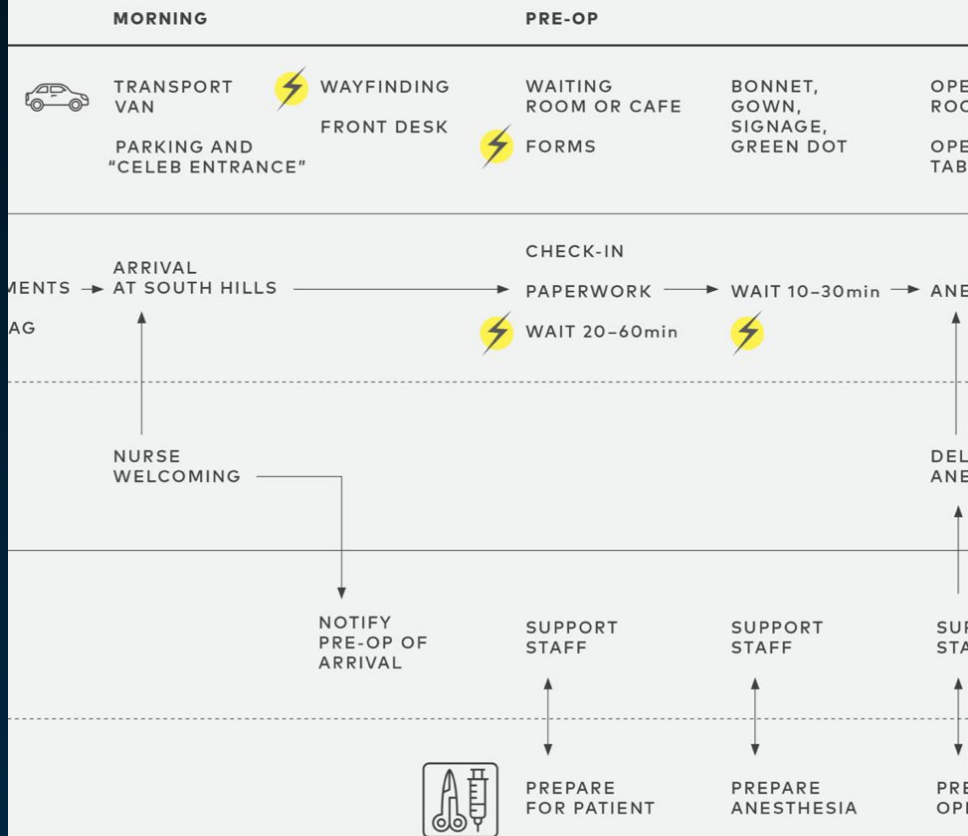 MORNING
PRE-OP
TRANSPORT
VAN
PARKING AND
"CELEB ENTRANCE"
WAYFINDING
FRONT DESK
WAITING
ROOM OR CAFE
FORMS
BONNET,
GOWN,
SIGNAGE,
GREEN DOT
ARRIVAL
AT SOUTH HILLS
CHECK-IN
PAPERWORK
WAIT 20–60min
WAIT 10–30min
NURSE
WELCOMING
NOTIFY
PRE-OP OF
ARRIVAL
SUPPORT
STAFF
SUPPORT
STAFF
PREPARE
FOR PATIENT
PREPARE
ANESTHESIA